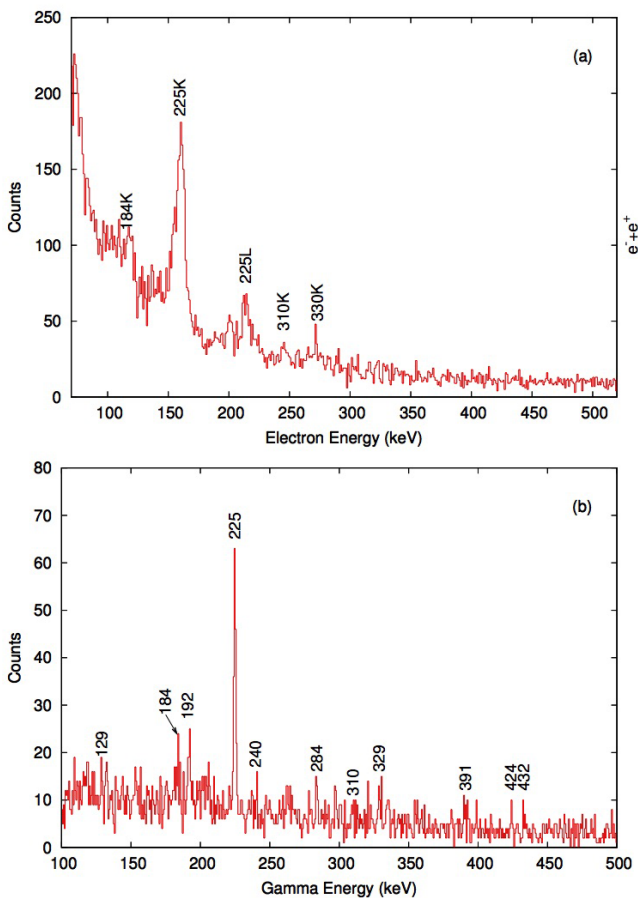 250
200
150
100
50
0
100 150 200 250 300 350 400 450 500
Counts
Electron Energy (keV)
(a)
184K
225K
225L
310K
330K
e⁻+e⁺
80
70
60
50
40
30
20
10
0
100 150 200 250 300 350 400 450 500
Counts
Gamma Energy (keV)
(b)
129
184
192
225
240
284
310
329
391
424 432